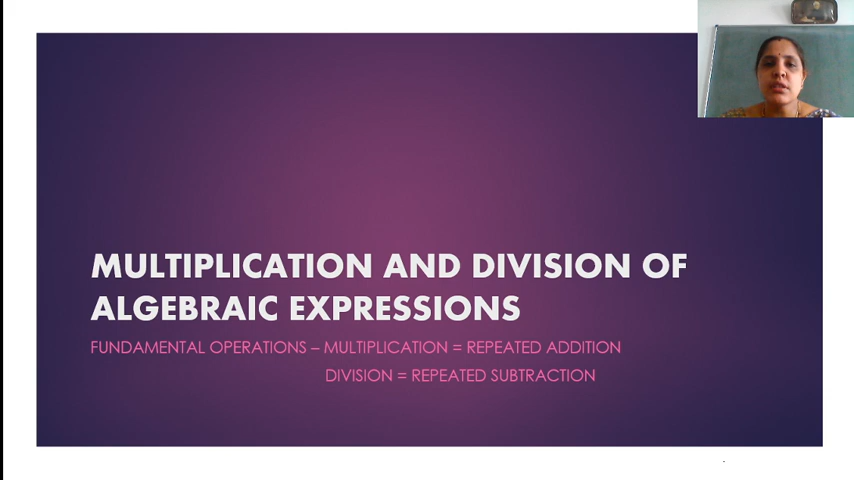 MULTIPLICATION AND DIVISION OF
ALGEBRAIC EXPRESSIONS
FUNDAMENTAL OPERATIONS – MULTIPLICATION = REPEATED ADDITION
DIVISION = REPEATED SUBTRACTION